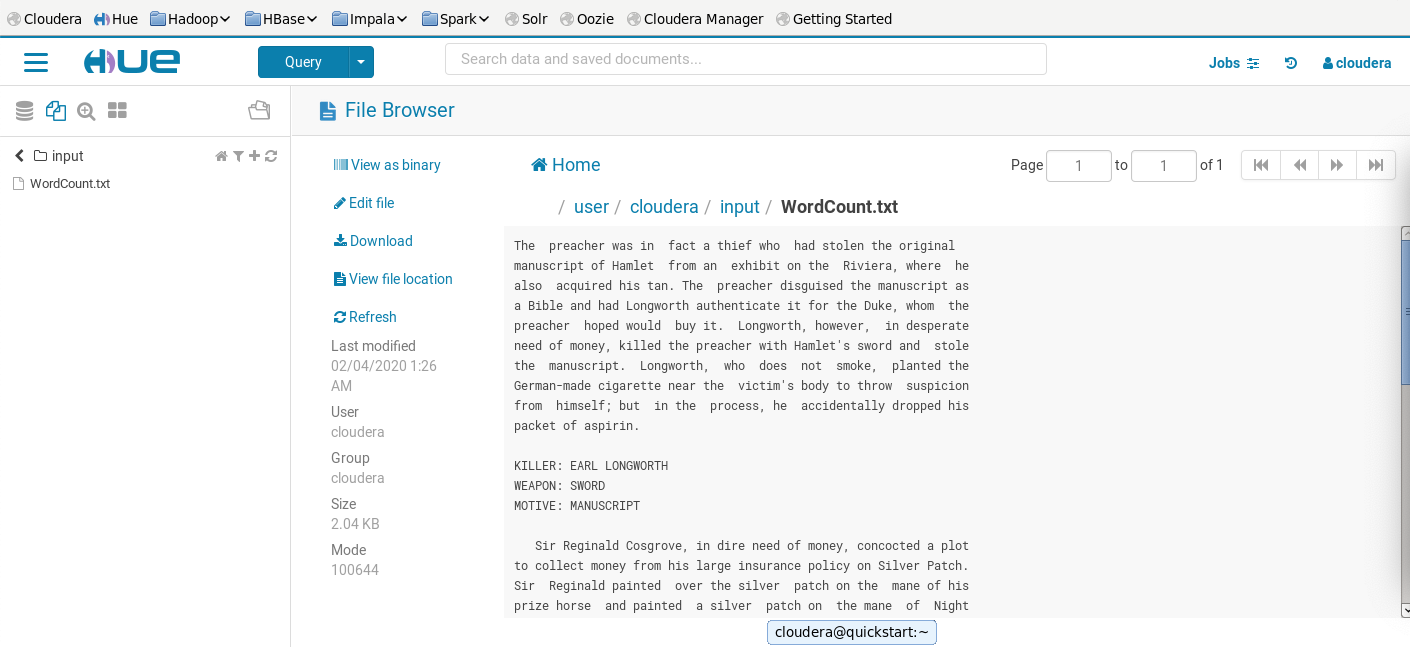 Cloudera Hue Hadoop HBase Impala Spark Solr Oozie Cloudera Manager Getting Started
HUE Query Search data and saved documents... Jobs cloudera
File Browser
input
WordCount.txt
View as binary
Edit file
Download
View file location
Refresh
Last modified
02/04/2020 1:26
AM
User
cloudera
Group
cloudera
Size
2.04 KB
Mode
100644
Home
Page 1 to 1 of 1
/ user / cloudera / input / WordCount.txt
The  preacher was in  fact a thief who  had stolen the original
manuscript of Hamlet  from an  exhibit on the  Riviera, where  he
also  acquired his tan. The  preacher disguised the manuscript as
a Bible and had Longworth authenticate it for the Duke, whom  the
preacher  hoped would  buy it.  Longworth, however,  in desperate
need of money, killed the preacher with Hamlet's sword and  stole
the  manuscript.  Longworth,  who  does  not  smoke,  planted the
German-made cigarette near the  victim's body to throw  suspicion
from  himself; but  in the  process, he  accidentally dropped his
packet of aspirin.
KILLER: EARL LONGWORTH
WEAPON: SWORD
MOTIVE: MANUSCRIPT
Sir Reginald Cosgrove, in dire need of money, concocted a plot
to collect money from his large insurance policy on Silver Patch.
Sir  Reginald painted  over the silver  patch on the  mane of his
prize horse  and painted  a silver  patch on  the mane  of  Night
cloudera@quickstart:~